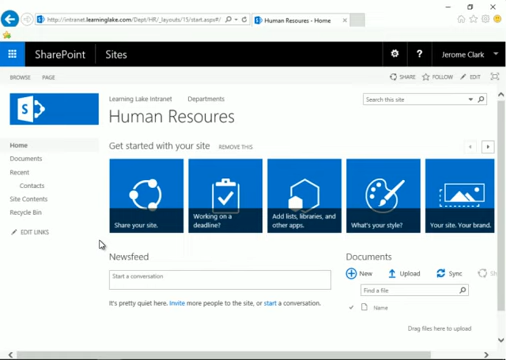 http://intranet.learninglake.com/Dept/HR/_layouts/15/start.aspx#/
Human Resoures - Home
SharePoint Sites
? Jerome Clark
BROWSE PAGE
SHARE FOLLOW EDIT
Learning Lake Intranet Departments
Search this site
Human Resoures
Home
Documents
Recent
Contacts
Site Contents
Recycle Bin
EDIT LINKS
Get started with your site REMOVE THIS
Share your site.
Working on a
deadline?
Add lists, libraries, and
other apps.
What's your style?
Your site. Your brand.
Newsfeed
Start a conversation
It's pretty quiet here. Invite more people to the site, or start a conversation.
Documents
New Upload Sync Sh
Find a file
Name
Drag files here to upload